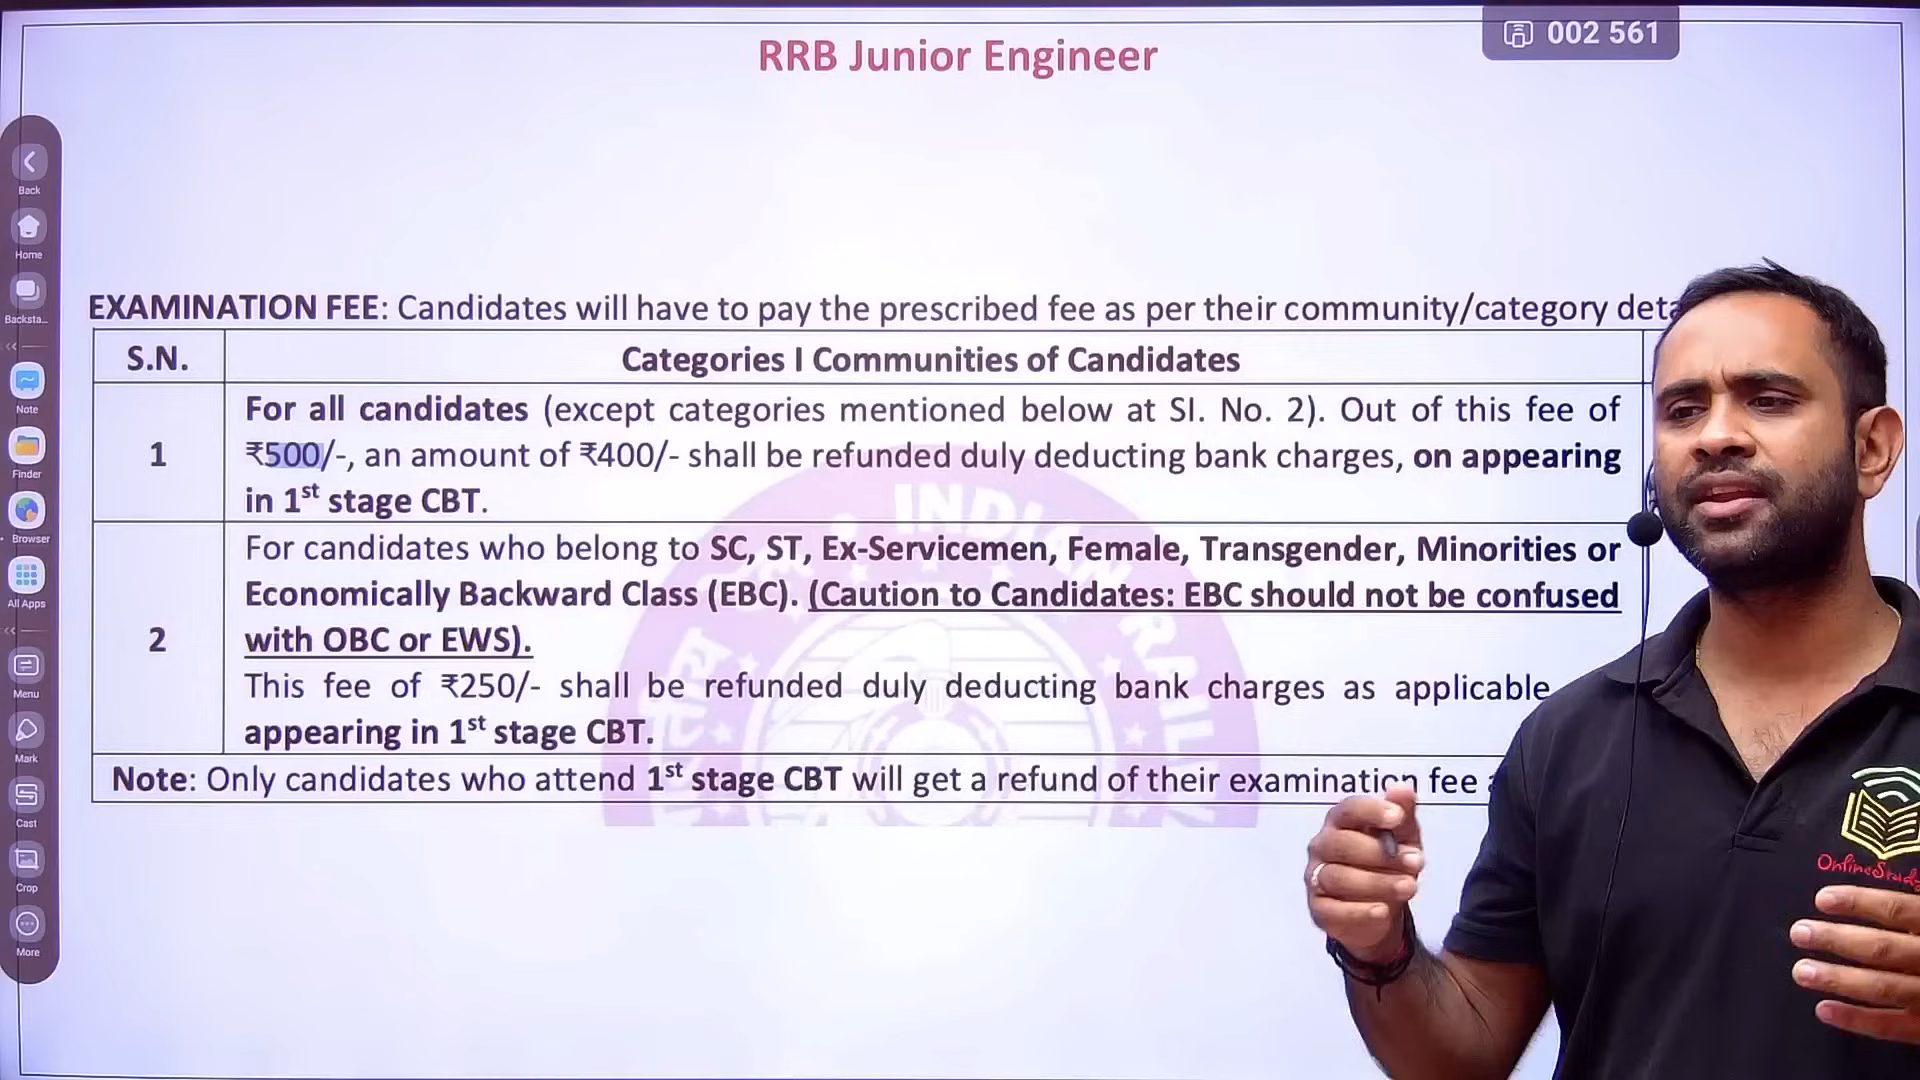 RRB Junior Engineer
002 561
Back
Home
Backsta...
Note
Finder
Browser
All Apps
Menu
Mark
Cast
Crop
More
EXAMINATION FEE: Candidates will have to pay the prescribed fee as per their community/category deta
S.N.
Categories I Communities of Candidates
1
For all candidates (except categories mentioned below at SI. No. 2). Out of this fee of
₹500/-, an amount of ₹400/- shall be refunded duly deducting bank charges, on appearing
in 1st stage CBT.
2
For candidates who belong to SC, ST, Ex-Servicemen, Female, Transgender, Minorities or
Economically Backward Class (EBC). (Caution to Candidates: EBC should not be confused
with OBC or EWS).
This fee of ₹250/- shall be refunded duly deducting bank charges as applicable
appearing in 1st stage CBT.
Note: Only candidates who attend 1st stage CBT will get a refund of their examination fee
INDIAN RAILW
OnlineStudy